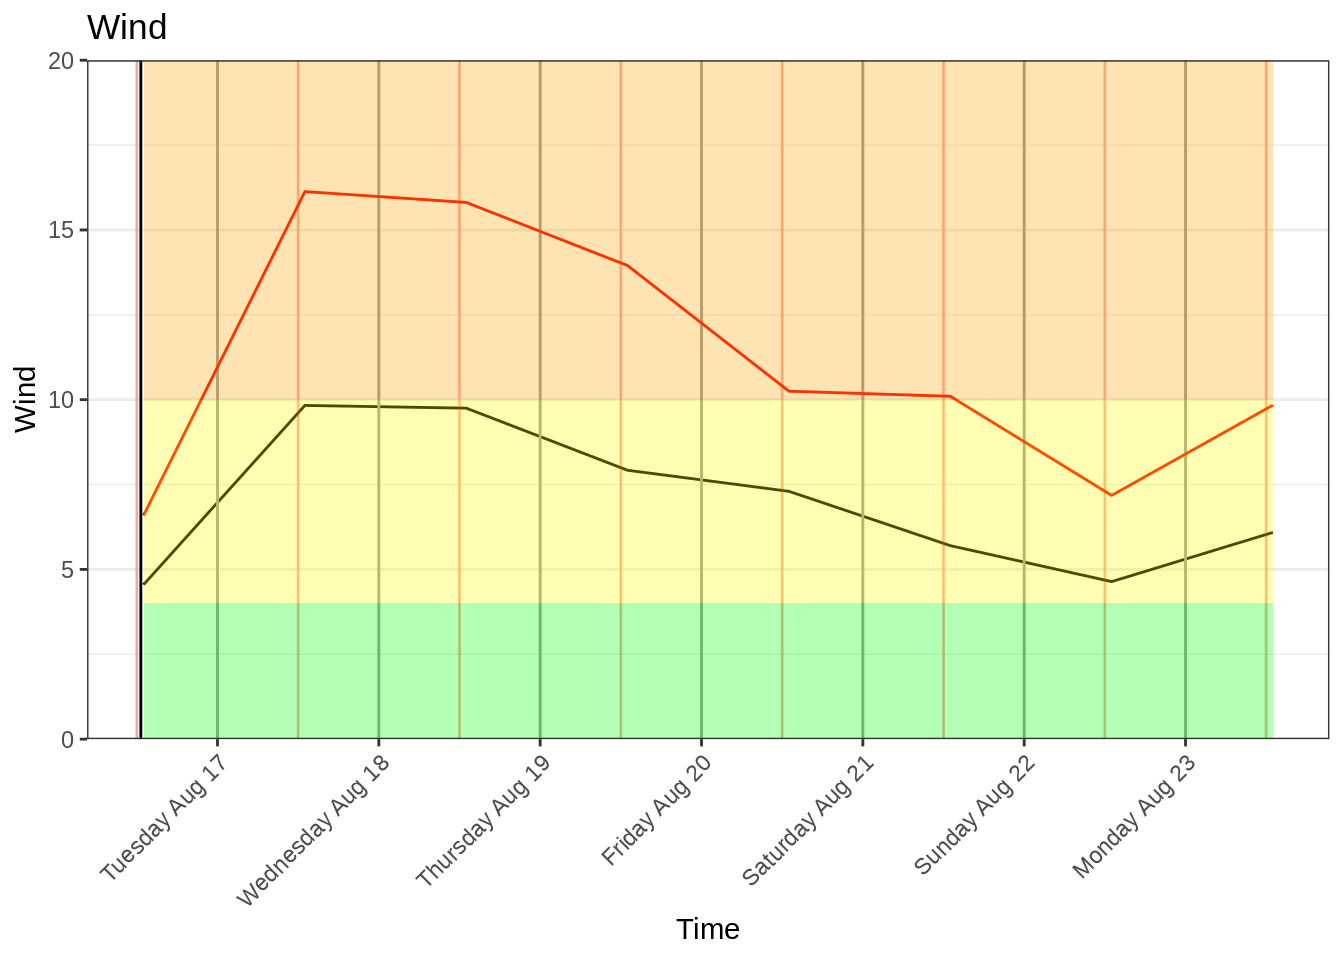 Wind
20
15
10
5
0
Wind
Tuesday Aug 17
Wednesday Aug 18
Thursday Aug 19
Friday Aug 20
Saturday Aug 21
Sunday Aug 22
Monday Aug 23
Time